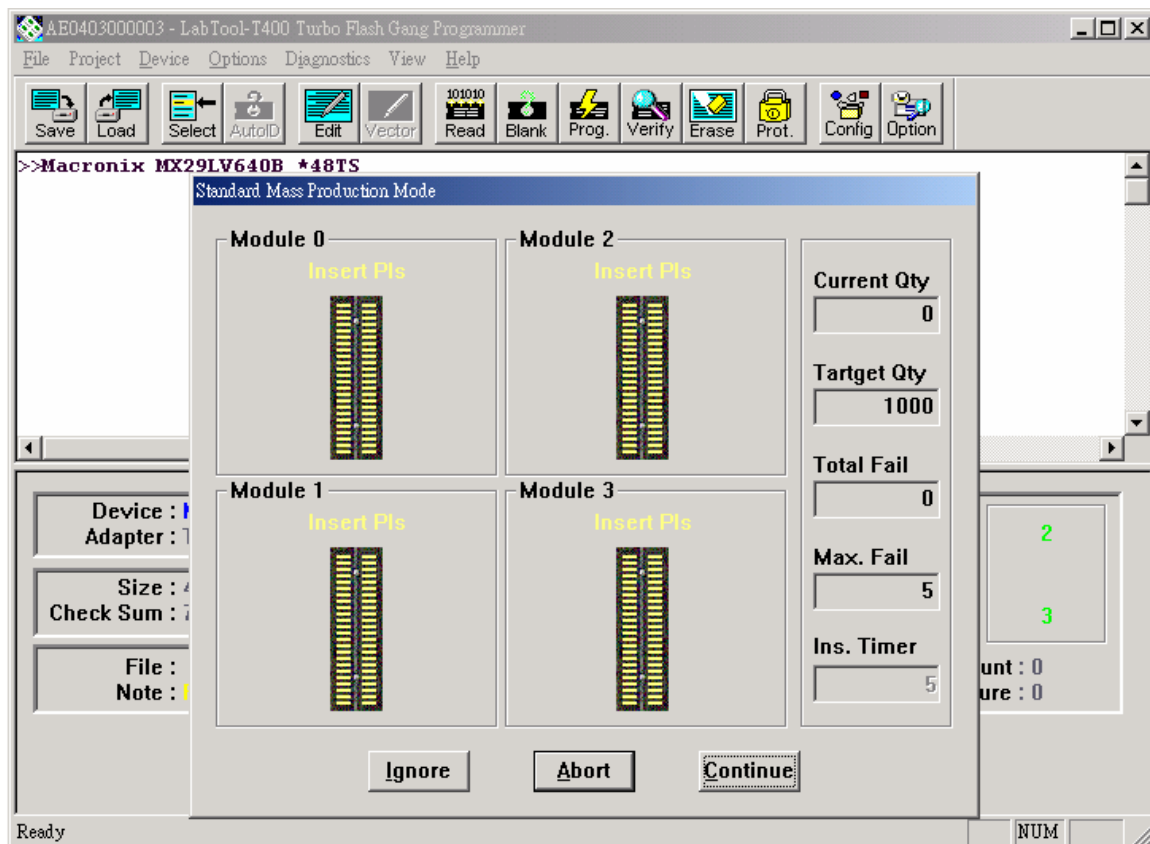 AE0403000003 - LabTool-T400 Turbo Flash Gang Programmer
File Project Device Options Diagnostics View Help
101010
Save Load Select AutoID Edit Vector Read Blank Prog. Verify Erase Prot. Config Option
>>Macronix MX29LV640B *48TS
Standard Mass Production Mode
Module 0
Insert Pls
Module 2
Insert Pls
Module 1
Insert Pls
Module 3
Insert Pls
Current Qty
0
Tartget Qty
1000
Total Fail
0
Max. Fail
5
Ins. Timer
5
Ignore Abort Continue
Device :
Adapter :
Size :
Check Sum :
File :
Note :
2
3
unt : 0
ure : 0
Ready
NUM